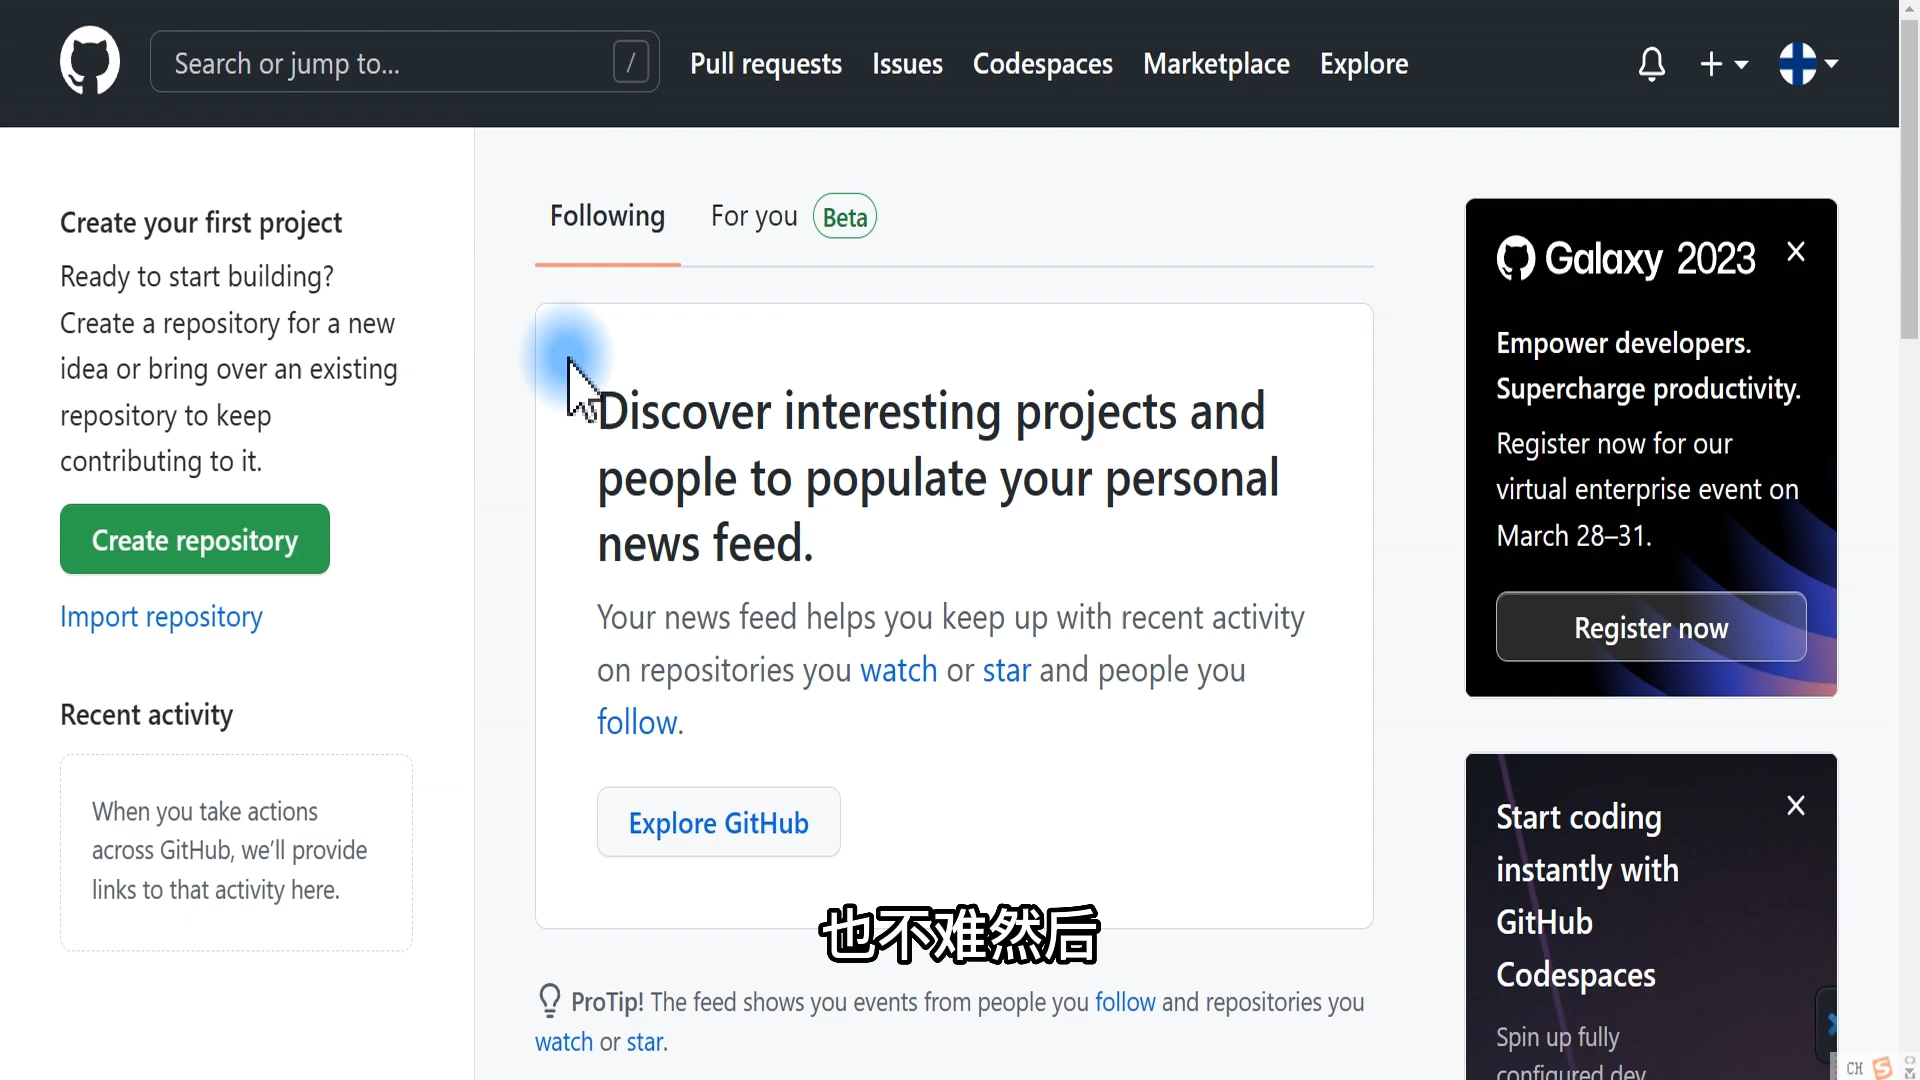 Search or jump to...
/
Pull requests
Issues
Codespaces
Marketplace
Explore
Create your first project
Ready to start building?
Create a repository for a new
idea or bring over an existing
repository to keep
contributing to it.
Create repository
Import repository
Recent activity
When you take actions
across GitHub, we’ll provide
links to that activity here.
Following
For you
Beta
Discover interesting projects and
people to populate your personal
news feed.
Your news feed helps you keep up with recent activity
on repositories you watch or star and people you
follow.
Explore GitHub
也不难然后
ProTip! The feed shows you events from people you follow and repositories you
watch or star.
Galaxy 2023
Empower developers.
Supercharge productivity.
Register now for our
virtual enterprise event on
March 28–31.
Register now
Start coding
instantly with
GitHub
Codespaces
Spin up fully
configured dev
CH